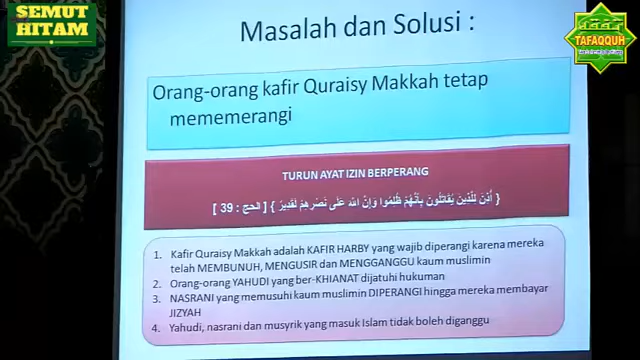 SEMUT
HITAM
TAFAQQUH
Masalah dan Solusi :
Orang-orang kafir Quraisy Makkah tetap
mememerangi
TURUN AYAT IZIN BERPERANG
{ أُذِنَ لِلَّذِينَ يُقَاتَلُونَ بِأَنَّهُمْ ظُلِمُوا وَإِنَّ اللَّهَ عَلَى نَصْرِهِمْ لَقَدِيرٌ } [ الحج : 39 ]
1. Kafir Quraisy Makkah adalah KAFIR HARBY yang wajib diperangi karena mereka
telah MEMBUNUH, MENGUSIR dan MENGGANGGU kaum muslimin
2. Orang-orang YAHUDI yang ber-KHIANAT dijatuhi hukuman
3. NASRANI yang memusuhi kaum muslimin DIPERANGI hingga mereka membayar
JIZYAH
4. Yahudi, nasrani dan musyrik yang masuk Islam tidak boleh diganggu